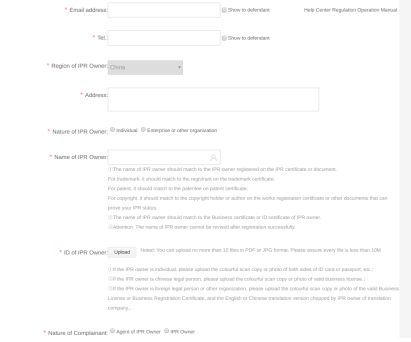 * Email address:
Show to defendant
Help Center Regulation Operation Manual
* Tel.:
Show to defendant
* Region of IPR Owner:
China
* Address:
* Nature of IPR Owner: Individual Enterprise or other organization
* Name of IPR Owner:
The name of IPR owner should match to the IPR owner registered on the IPR certificate or document.
For trademark, it should match to the registrant on the trademark certificate;
For patent, it should match to the patentee on patent certificate;
For copyright, it should match to the copyright holder or author on the works registration certificate or other documents that can
prove your IPR status.
The name of IPR owner should match to the Business certificate or ID certificate of IPR owner.
Attention: The name of IPR owner cannot be revised after registration successfully.
* ID of IPR Owner:
Upload
Noted: You can upload no more than 10 files in PDF or JPG format. Please assure every file is less than 10M
If the IPR owner is individual, please upload the colourful scan copy or photo of both sides of ID card or passport, etc.;
If the IPR owner is chinese legal person, please upload the colourful scan copy or photo of valid business license.;
If the IPR owner is foreign legal person or other organization, please upload the colourful scan copy or photo of the valid Business
License or Business Registration Certificate, and the English or Chinese translation version chopped by IPR owner of translation
company.,
* Nature of Complainant: Agent of IPR Owner IPR Owner